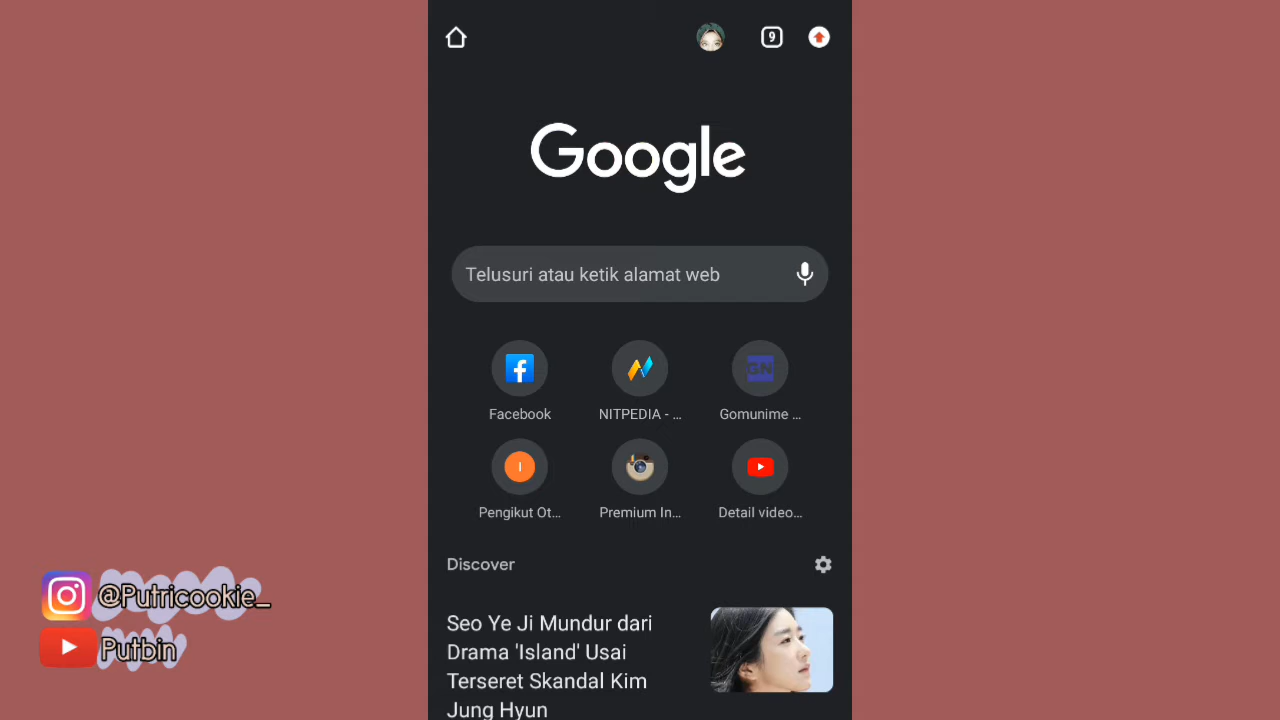 9
Google
Telusuri atau ketik alamat web
GN
Facebook
NITPEDIA - ...
Gomunime ...
I
Pengikut Ot...
Premium In...
Detail video...
Discover
Seo Ye Ji Mundur dari
Drama 'Island' Usai
Terseret Skandal Kim
Jung Hyun
@Putricookie_
Putbin